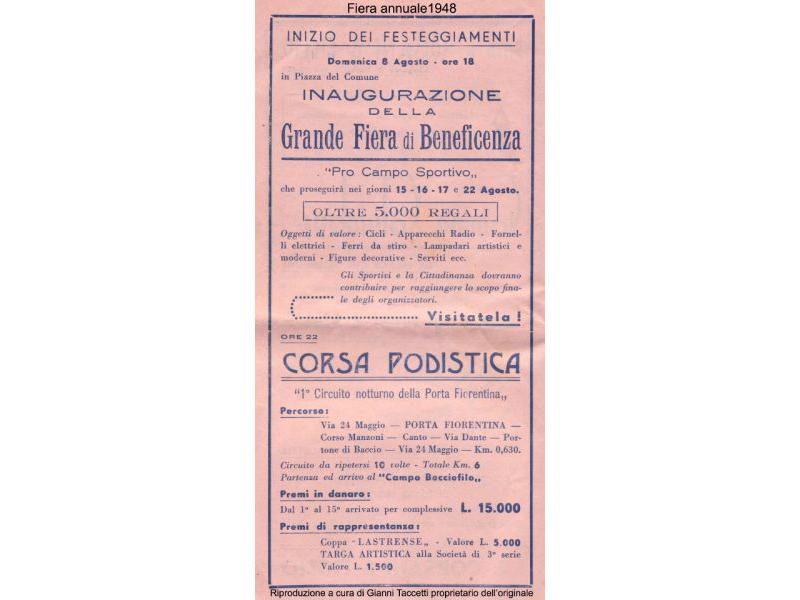 Fiera annuale1948
INIZIO DEI FESTEGGIAMENTI
Domenica 8 Agosto - ore 18
in Piazza del Comune
INAUGURAZIONE
DELLA
Grande Fiera di Beneficenza
"Pro Campo Sportivo„
che proseguirà nei giorni 15 - 16 - 17 e 22 Agosto.
OLTRE 5.000 REGALI
Oggetti di valore : Cicli - Apparecchi Radio - Fornel-
li elettrici - Ferri da stiro - Lampadari artistici e
moderni - Figure decorative - Serviti ecc.
Gli Sportivi e la Cittadinanza dovranno
contribuire per raggiungere lo scopo fina-
le degli organizzatori.
Visitatela !
ORE 22
CORSA PODISTICA
"1° Circuito notturno della Porta Fiorentina„
Percorso :
Via 24 Maggio — PORTA FIORENTINA —
Corso Manzoni — Canto — Via Dante — Por-
tone di Baccio — Via 24 Maggio — Km. 0,630.
Circuito da ripetersi 10 volte - Totale Km. 6
Partenza ed arrivo al "Campo Bocciofilo„
Premi in danaro :
Dal 1° al 15° arrivato per complessive L. 15.000
Premi di rappresentanza :
Coppa "LASTRENSE„ - Valore L. 5.000
TARGA ARTISTICA alla Società di 3ª serie
Valore L. 1.500
Riproduzione a cura di Gianni Taccetti proprietario dell'originale